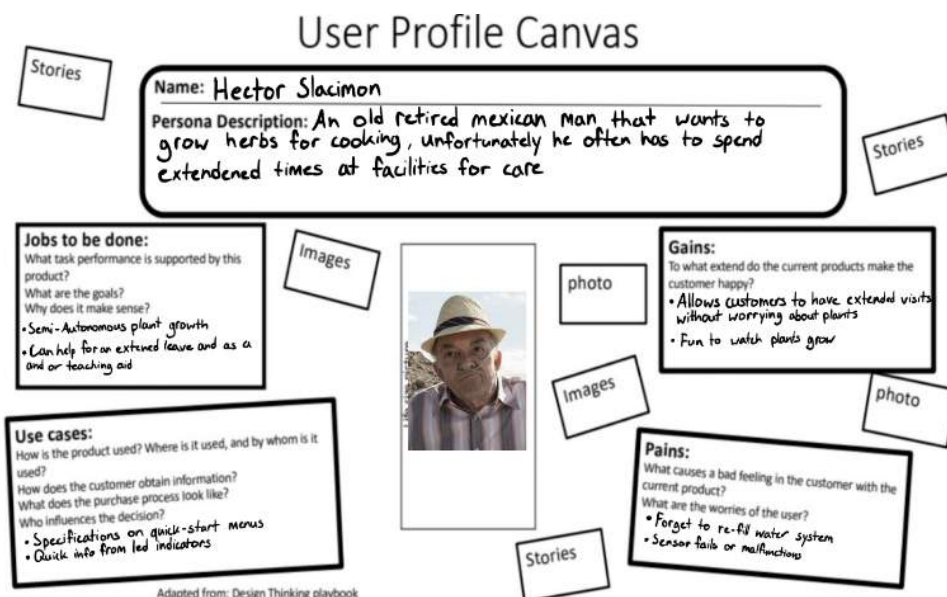 User Profile Canvas
Stories
Name: Hector Slacimon
Persona Description: An old retired mexican man that wants to
grow herbs for cooking, unfortunately he often has to spend
extendened times at facilities for care
Stories
Jobs to be done:
What task performance is supported by this
product?
What are the goals?
Why does it make sense?
• Semi-Autonomous plant growth
• Can help for an extened leave and as a
and or teaching aid
Images
photo
Gains:
To what extend do the current products make the
customer happy?
• Allows customers to have extended visits
without worrying about plants
• Fun to watch plants grow
Images
photo
Use cases:
How is the product used? Where is it used, and by whom is it
used?
How does the customer obtain information?
What does the purchase process look like?
Who influences the decision?
• Specifications on quick-start menus
• Quick info from led indicators
Pains:
What causes a bad feeling in the customer with the
current product?
What are the worries of the user?
• Forget to re-fill water system
• Sensor fails or malfunctions
Stories
Adapted from: Design Thinking playbook